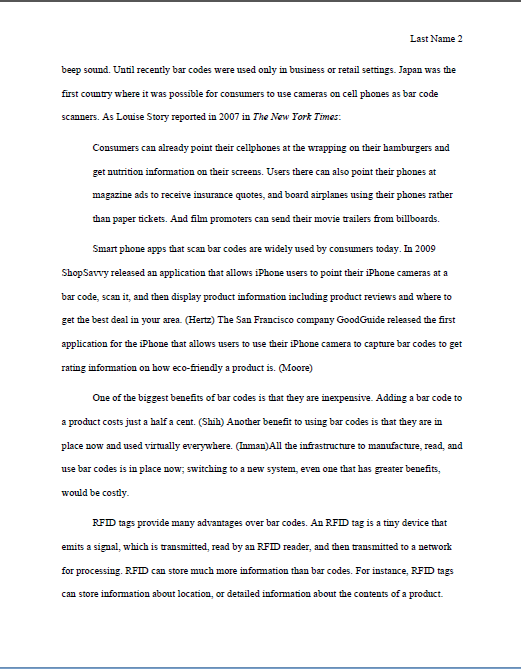 Last Name 2
beep sound. Until recently bar codes were used only in business or retail settings. Japan was the
first country where it was possible for consumers to use cameras on cell phones as bar code
scanners. As Louise Story reported in 2007 in The New York Times:
Consumers can already point their cellphones at the wrapping on their hamburgers and
get nutrition information on their screens. Users there can also point their phones at
magazine ads to receive insurance quotes, and board airplanes using their phones rather
than paper tickets. And film promoters can send their movie trailers from billboards.
Smart phone apps that scan bar codes are widely used by consumers today. In 2009
ShopSavvy released an application that allows iPhone users to point their iPhone cameras at a
bar code, scan it, and then display product information including product reviews and where to
get the best deal in your area. (Hertz) The San Francisco company GoodGuide released the first
application for the iPhone that allows users to use their iPhone camera to capture bar codes to get
rating information on how eco-friendly a product is. (Moore)
One of the biggest benefits of bar codes is that they are inexpensive. Adding a bar code to
a product costs just a half a cent. (Shih) Another benefit to using bar codes is that they are in
place now and used virtually everywhere. (Inman)All the infrastructure to manufacture, read, and
use bar codes is in place now; switching to a new system, even one that has greater benefits,
would be costly.
RFID tags provide many advantages over bar codes. An RFID tag is a tiny device that
emits a signal, which is transmitted, read by an RFID reader, and then transmitted to a network
for processing. RFID can store much more information than bar codes. For instance, RFID tags
can store information about location, or detailed information about the contents of a product.